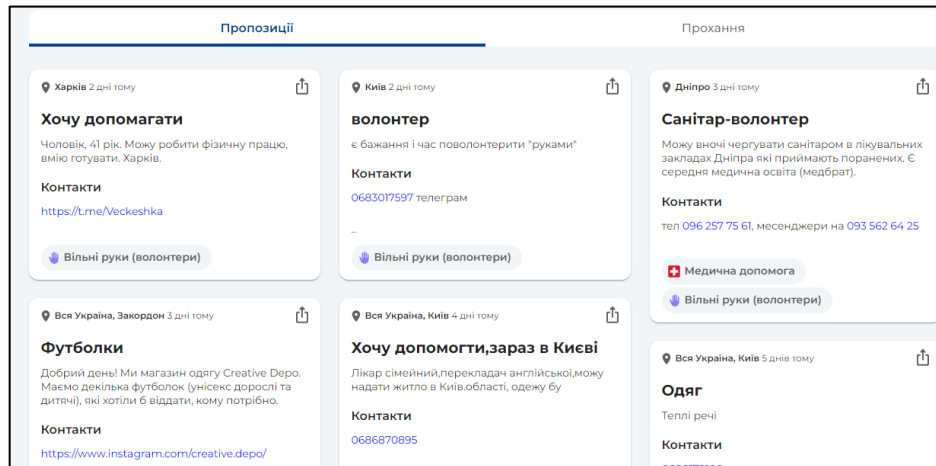 Пропозиції
Прохання
Харків 2 дні тому
Хочу допомагати
Чоловік, 41 рік. Можу робити фізичну працю,
вмію готувати. Харків.
Контакти
https://t.me/Veckeshka
Вільні руки (волонтери)
Київ 2 дні тому
волонтер
є бажання і час поволонтерити "руками"
Контакти
0683017597 телеграм
_
Вільні руки (волонтери)
Дніпро 3 дні тому
Санітар-волонтер
Можу вночі чергувати санітаром в лікувальних
закладах Дніпра які приймають поранених. Є
середня медична освіта (медбрат).
Контакти
тел 096 257 75 61, месенджери на 093 562 64 25
Медична допомога
Вільні руки (волонтери)
Вся Україна, Закордон 3 дні тому
Футболки
Добрий день! Ми магазин одягу Creative Depo.
Маємо декілька футболок (унісекс дорослі та
дитячі), які хотіли б віддати, кому потрібно.
Контакти
https://www.instagram.com/creative.depo/
Вся Україна, Київ 4 дні тому
Хочу допомогти,зараз в Києві
Лікар сімейний,перекладач англійської,можу
надати житло в Київ.області, одежу бу
Контакти
0686870895
Вся Україна, Київ 5 днів тому
Одяг
Теплі речі
Контакти